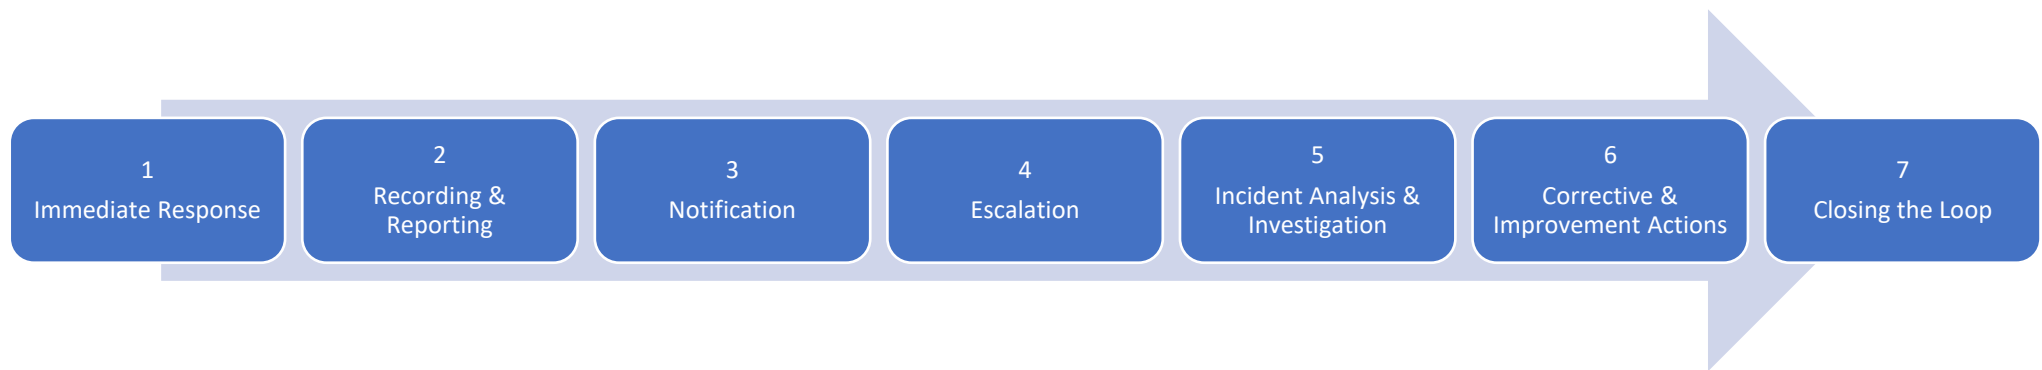 1
Immediate Response
2
Recording &
Reporting
3
Notification
4
Escalation
5
Incident Analysis &
Investigation
6
Corrective &
Improvement Actions
7
Closing the Loop